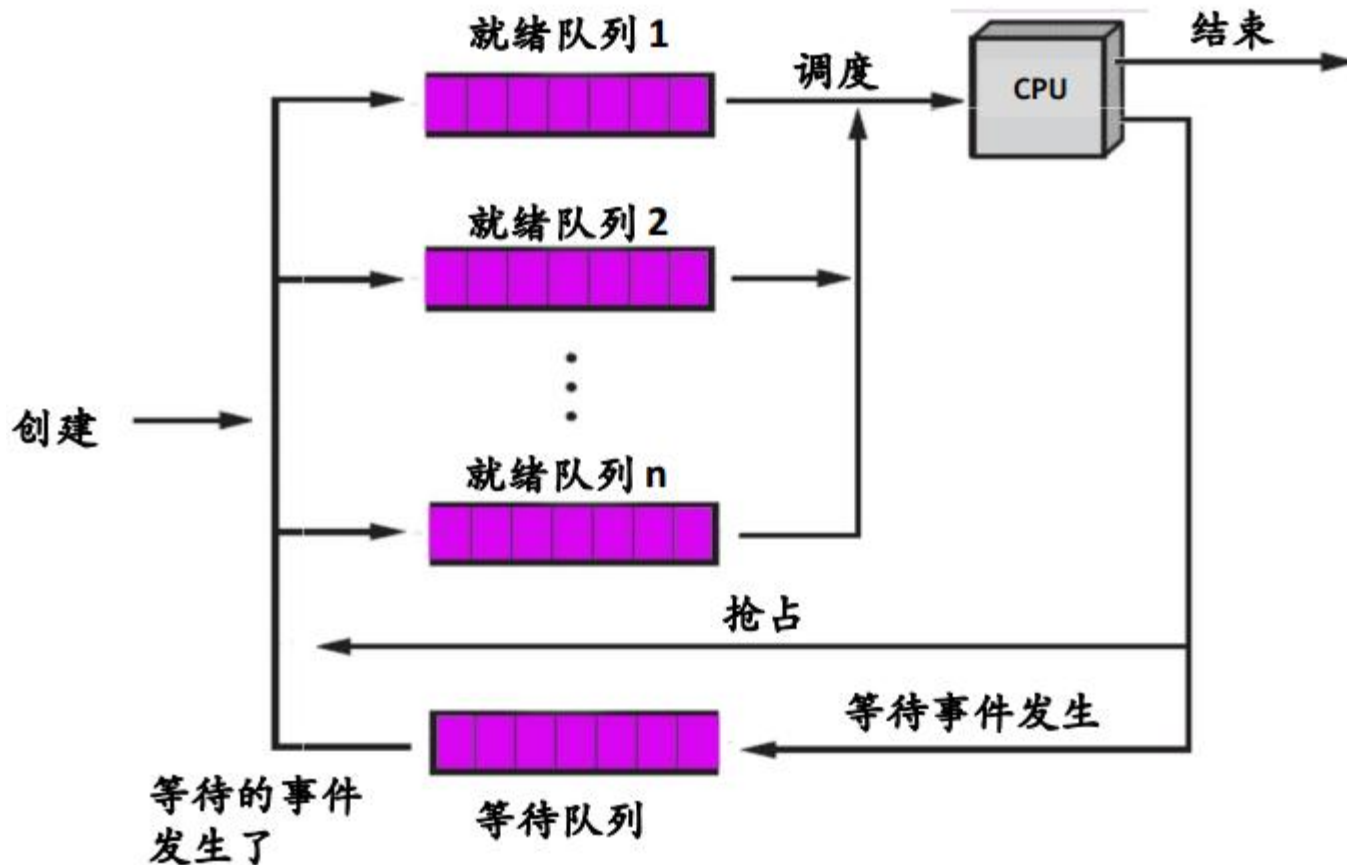 就绪队列 1
调度
CPU
结束
就绪队列 2
创建
就绪队列 n
抢占
等待事件发生
等待的事件
发生了
等待队列